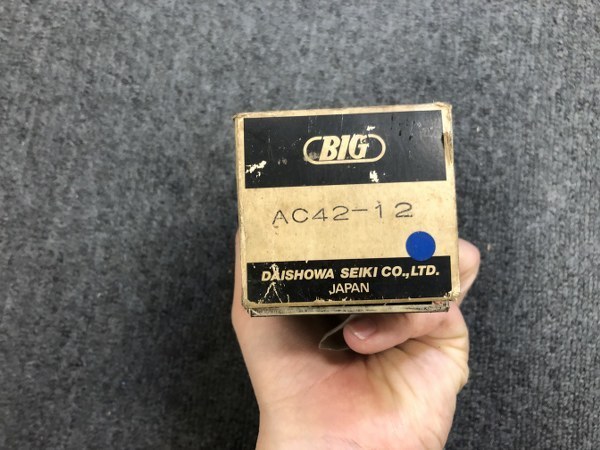 BIG
AC42-12
DAISHOWA SEIKI CO.,LTD.
JAPAN